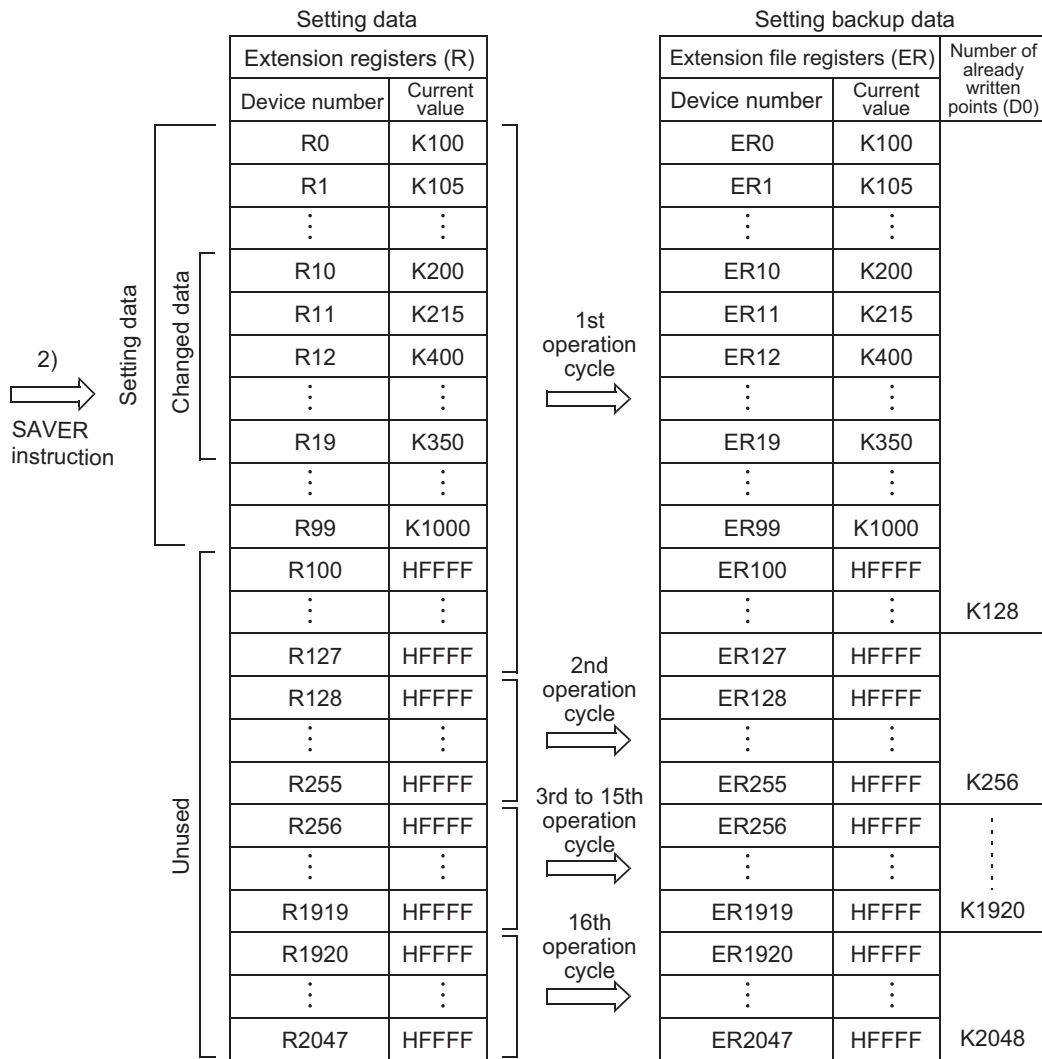 Setting data
Setting backup data
Extension registers (R)
Extension file registers (ER)
Number of
already
written
points (D0)
Device number
Current
value
Device number
Current
value
R0 K100 ER0 K100
R1 K105 ER1 K105
⋮ ⋮ ⋮ ⋮
R10 K200 ER10 K200
R11 K215 ER11 K215
R12 K400 ER12 K400
⋮ ⋮ ⋮ ⋮
R19 K350 ER19 K350
⋮ ⋮ ⋮ ⋮
R99 K1000 ER99 K1000
R100 HFFFF ER100 HFFFF
⋮ ⋮ ⋮ ⋮ K128
R127 HFFFF ER127 HFFFF
R128 HFFFF ER128 HFFFF
⋮ ⋮ ⋮ ⋮
R255 HFFFF ER255 HFFFF K256
R256 HFFFF ER256 HFFFF
⋮ ⋮ ⋮ ⋮
R1919 HFFFF ER1919 HFFFF K1920
R1920 HFFFF ER1920 HFFFF
⋮ ⋮ ⋮ ⋮
R2047 HFFFF ER2047 HFFFF K2048
2)
SAVER
instruction
Setting data
Changed data
Unused
1st
operation
cycle
2nd
operation
cycle
3rd to 15th
operation
cycle
16th
operation
cycle